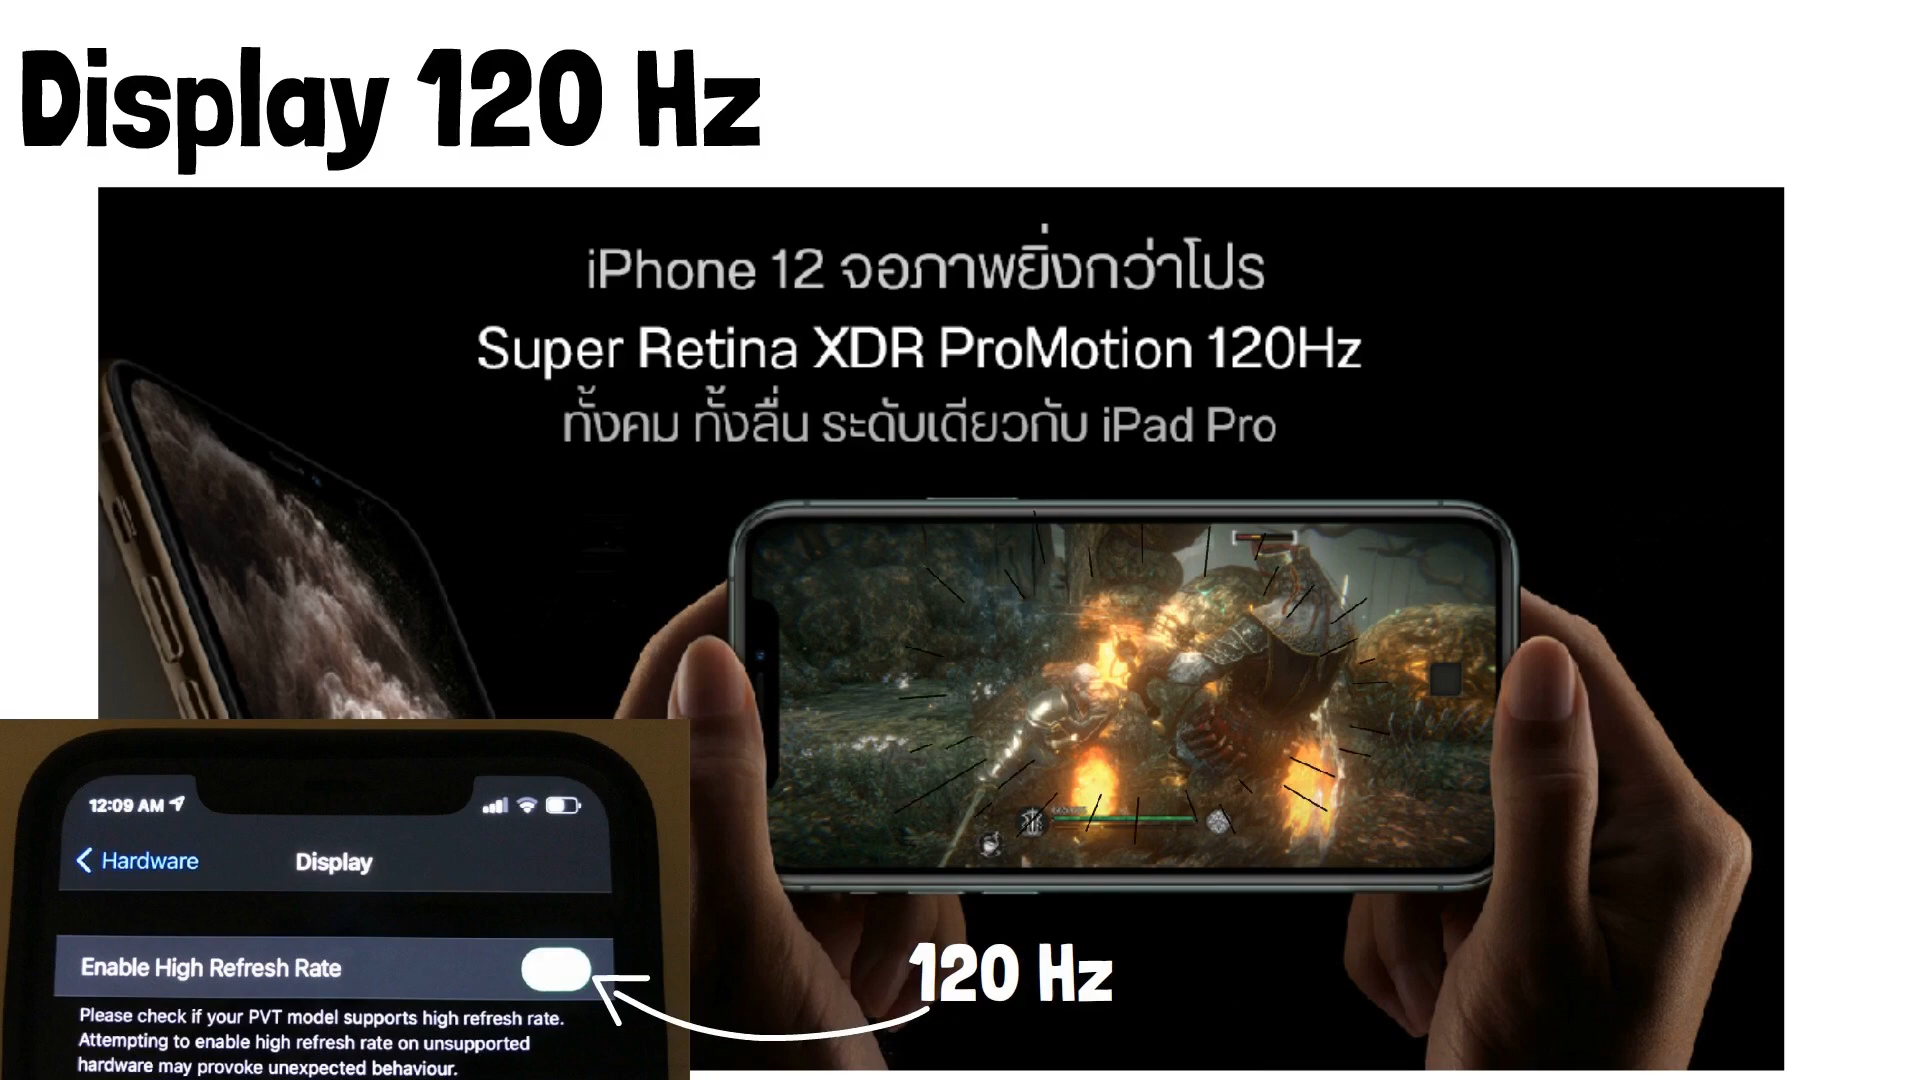 Display 120 Hz
iPhone 12 จอภาพยิ่งกว่าโปร
Super Retina XDR ProMotion 120Hz
ทั้งคม ทั้งลื่น ระดับเดียวกับ iPad Pro
12:09 AM
Hardware
Display
Enable High Refresh Rate
Please check if your PVT model supports high refresh rate.
Attempting to enable high refresh rate on unsupported
hardware may provoke unexpected behaviour.
120 Hz